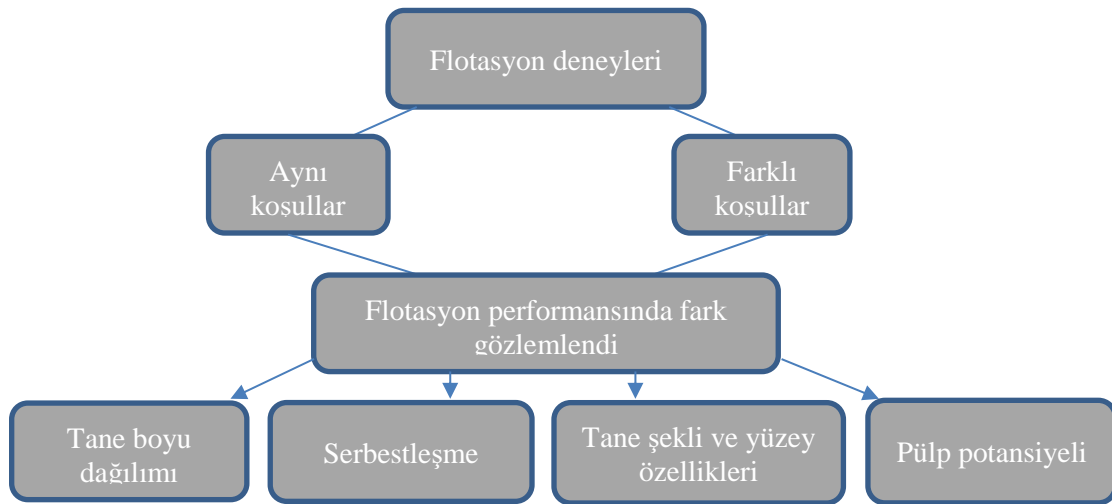 Flotasyon deneyleri
Aynı
koşullar
Farklı
koşullar
Flotasyon performansında fark
gözlemlendi
Tane boyu
dağılımı
Serbestleşme
Tane şekli ve yüzey
özellikleri
Pülp potansiyeli